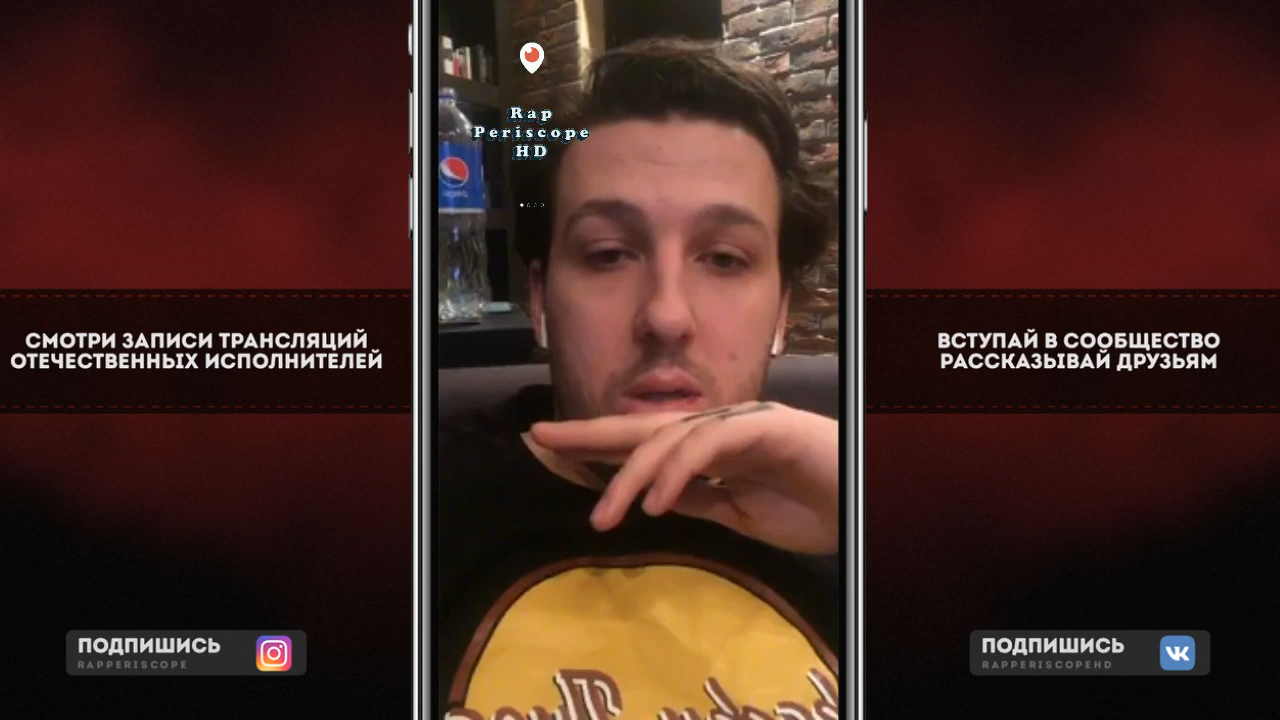 Rap
Periscope
HD
СМОТРИ ЗАПИСИ ТРАНСЛЯЦИЙ
ОТЕЧЕСТВЕННЫХ ИСПОЛНИТЕЛЕЙ
ВСТУПАЙ В СООБЩЕСТВО
РАССКАЗЫВАЙ ДРУЗЬЯМ
ПОДПИШИСЬ
RAPPERISCOPE
ПОДПИШИСЬ
RAPPERISCOPEHD